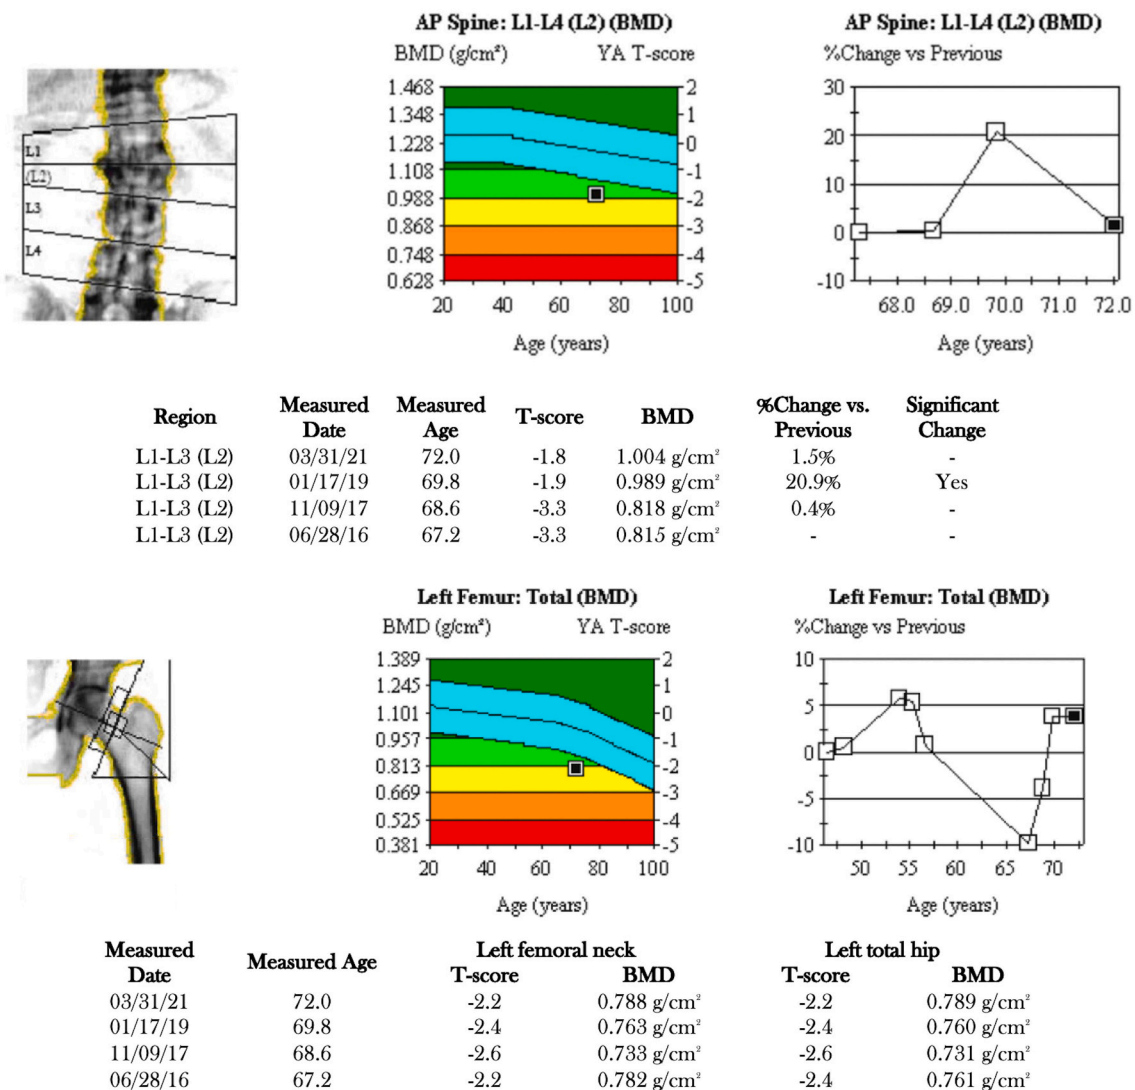 AP Spine: L1-L4 (L2) (BMD)
BMD (g/cm²) YA T-score
1.468 2
1.348 1
1.228 0
1.108 -1
0.988 -2
0.868 -3
0.748 -4
0.628 -5
20 40 60 80 100
Age (years)
AP Spine: L1-L4 (L2) (BMD)
%Change vs Previous
30
20
10
0
-10
68.0 69.0 70.0 71.0 72.0
Age (years)
L1
(L2)
L3
L4
Region Measured Date Measured Age T-score BMD %Change vs. Previous Significant Change
L1-L3 (L2) 03/31/21 72.0 -1.8 1.004 g/cm² 1.5% -
L1-L3 (L2) 01/17/19 69.8 -1.9 0.989 g/cm² 20.9% Yes
L1-L3 (L2) 11/09/17 68.6 -3.3 0.818 g/cm² 0.4% -
L1-L3 (L2) 06/28/16 67.2 -3.3 0.815 g/cm² - -
Left Femur: Total (BMD)
BMD (g/cm²) YA T-score
1.389 2
1.245 1
1.101 0
0.957 -1
0.813 -2
0.669 -3
0.525 -4
0.381 -5
20 40 60 80 100
Age (years)
Left Femur: Total (BMD)
%Change vs Previous
10
5
0
-5
-10
50 55 60 65 70
Age (years)
Measured Date Measured Age Left femoral neck Left total hip
T-score BMD T-score BMD
03/31/21 72.0 -2.2 0.788 g/cm² -2.2 0.789 g/cm²
01/17/19 69.8 -2.4 0.763 g/cm² -2.4 0.760 g/cm²
11/09/17 68.6 -2.6 0.733 g/cm² -2.6 0.731 g/cm²
06/28/16 67.2 -2.2 0.782 g/cm² -2.4 0.761 g/cm²